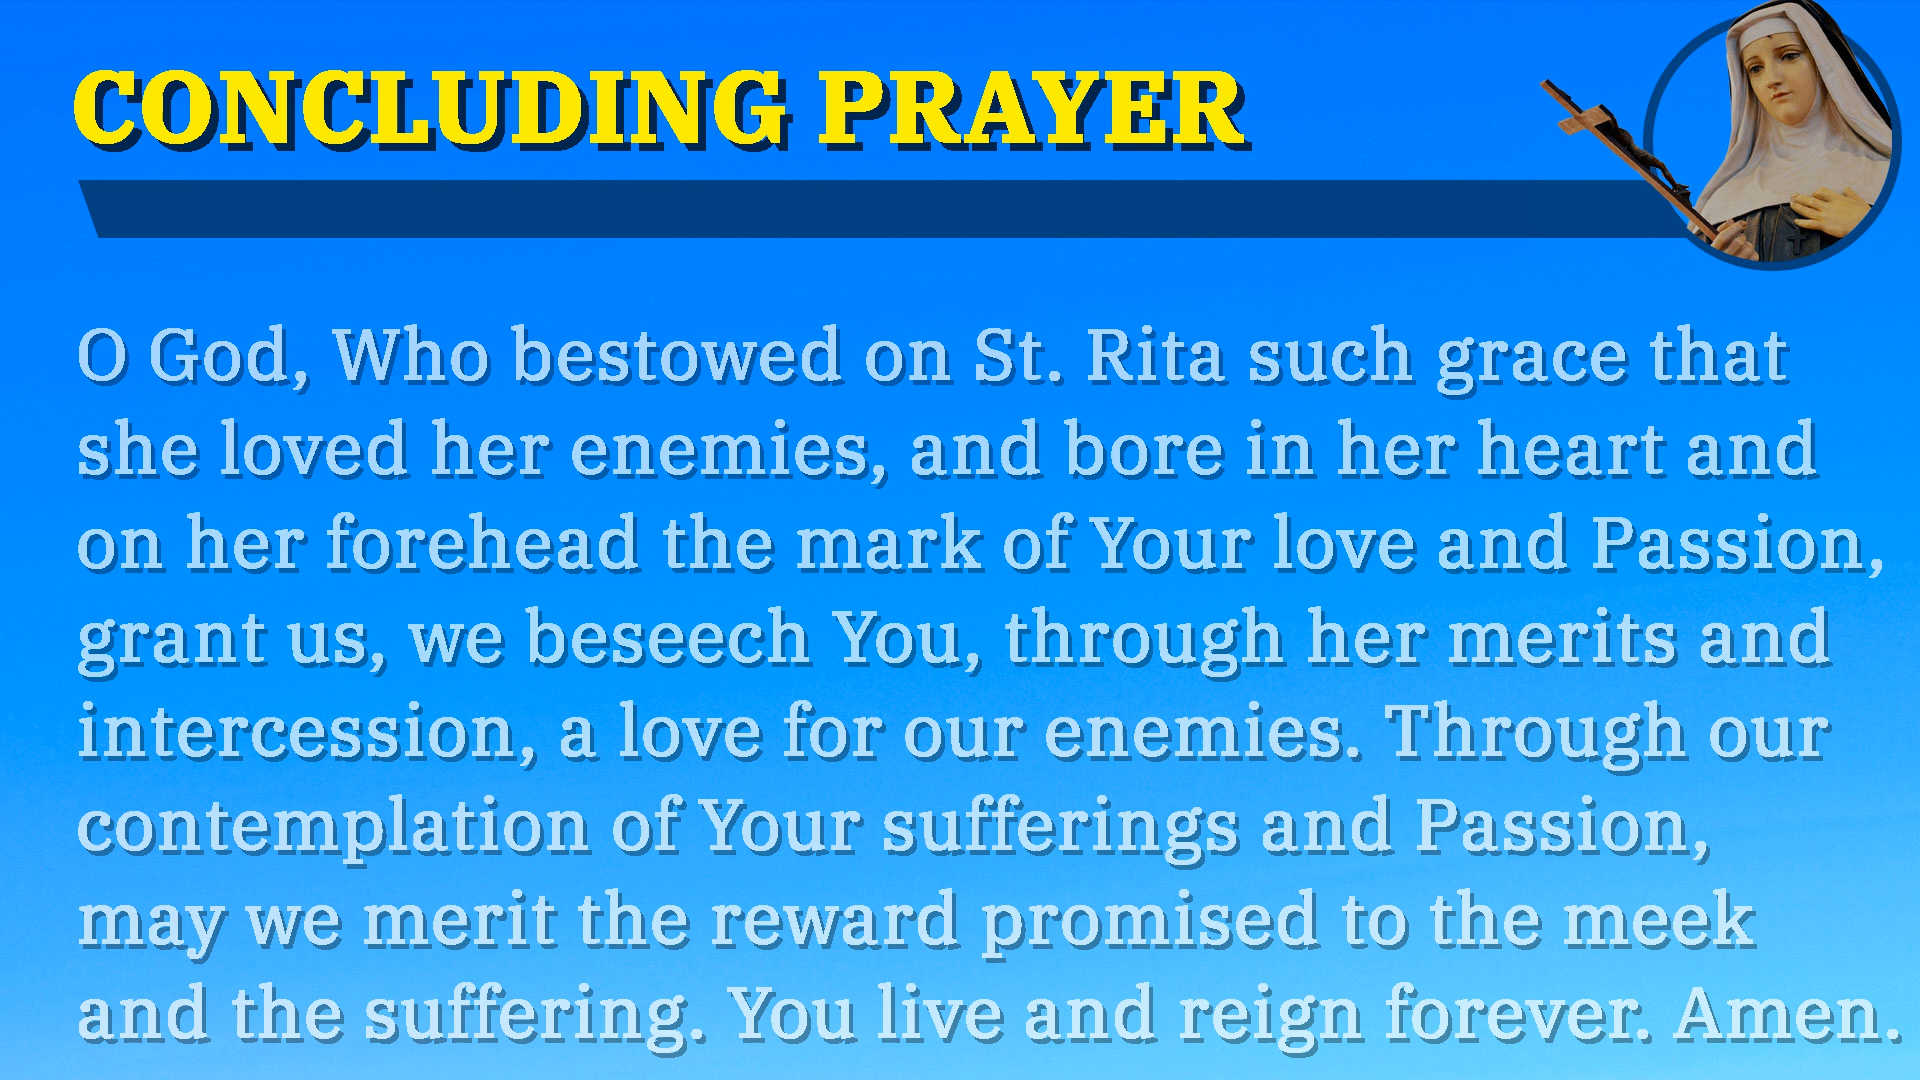 CONCLUDING PRAYER
O God, Who bestowed on St. Rita such grace that
she loved her enemies, and bore in her heart and
on her forehead the mark of Your love and Passion,
grant us, we beseech You, through her merits and
intercession, a love for our enemies. Through our
contemplation of Your sufferings and Passion,
may we merit the reward promised to the meek
and the suffering. You live and reign forever. Amen.